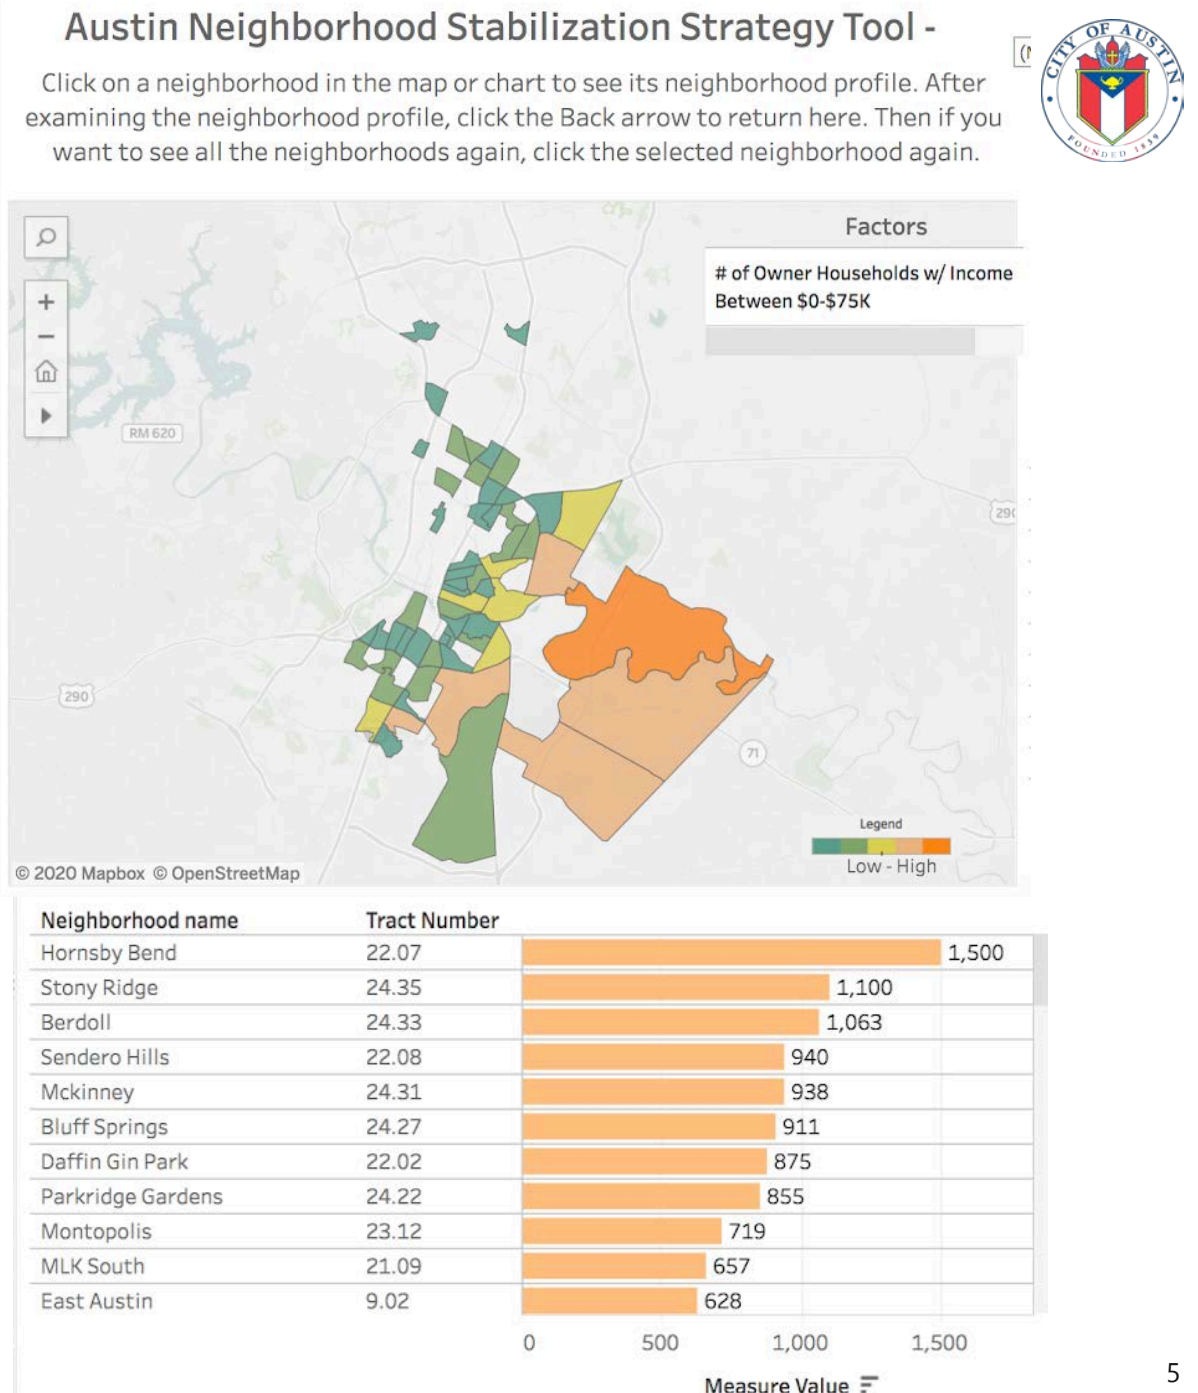 Austin Neighborhood Stabilization Strategy Tool -
Click on a neighborhood in the map or chart to see its neighborhood profile. After
examining the neighborhood profile, click the Back arrow to return here. Then if you
want to see all the neighborhoods again, click the selected neighborhood again.
CITY OF AUSTIN
FOUNDED 1839
Factors
# of Owner Households w/ Income
Between $0-$75K
RM 620
290
290
71
Legend
Low - High
© 2020 Mapbox © OpenStreetMap
Neighborhood name Tract Number
Hornsby Bend 22.07 1,500
Stony Ridge 24.35 1,100
Berdoll 24.33 1,063
Sendero Hills 22.08 940
Mckinney 24.31 938
Bluff Springs 24.27 911
Daffin Gin Park 22.02 875
Parkridge Gardens 24.22 855
Montopolis 23.12 719
MLK South 21.09 657
East Austin 9.02 628
0 500 1,000 1,500
Measure Value
5